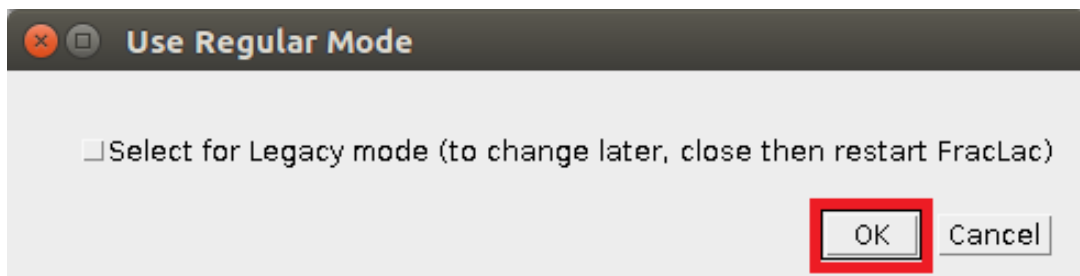 Use Regular Mode
Select for Legacy mode (to change later, close then restart FracLac)
OK Cancel